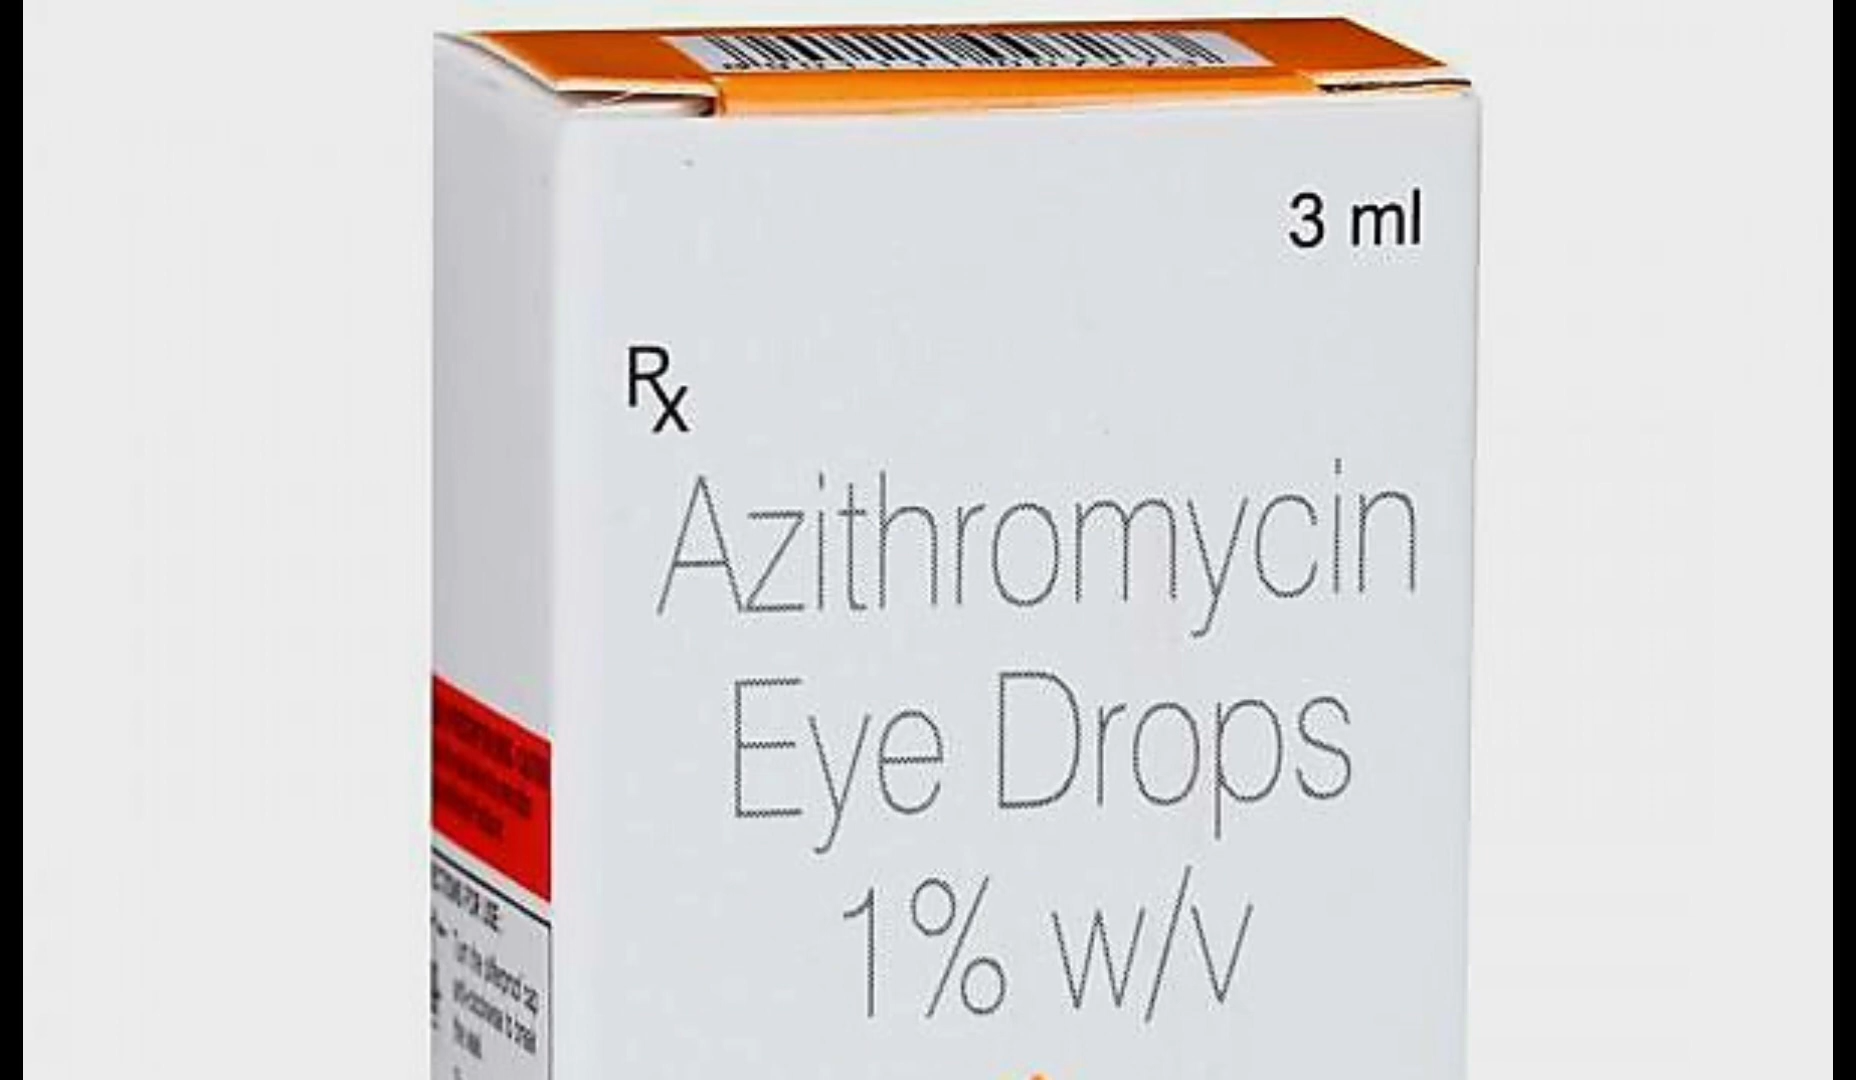 3 ml
Rx
Azithromycin
Eye Drops
1% w/v